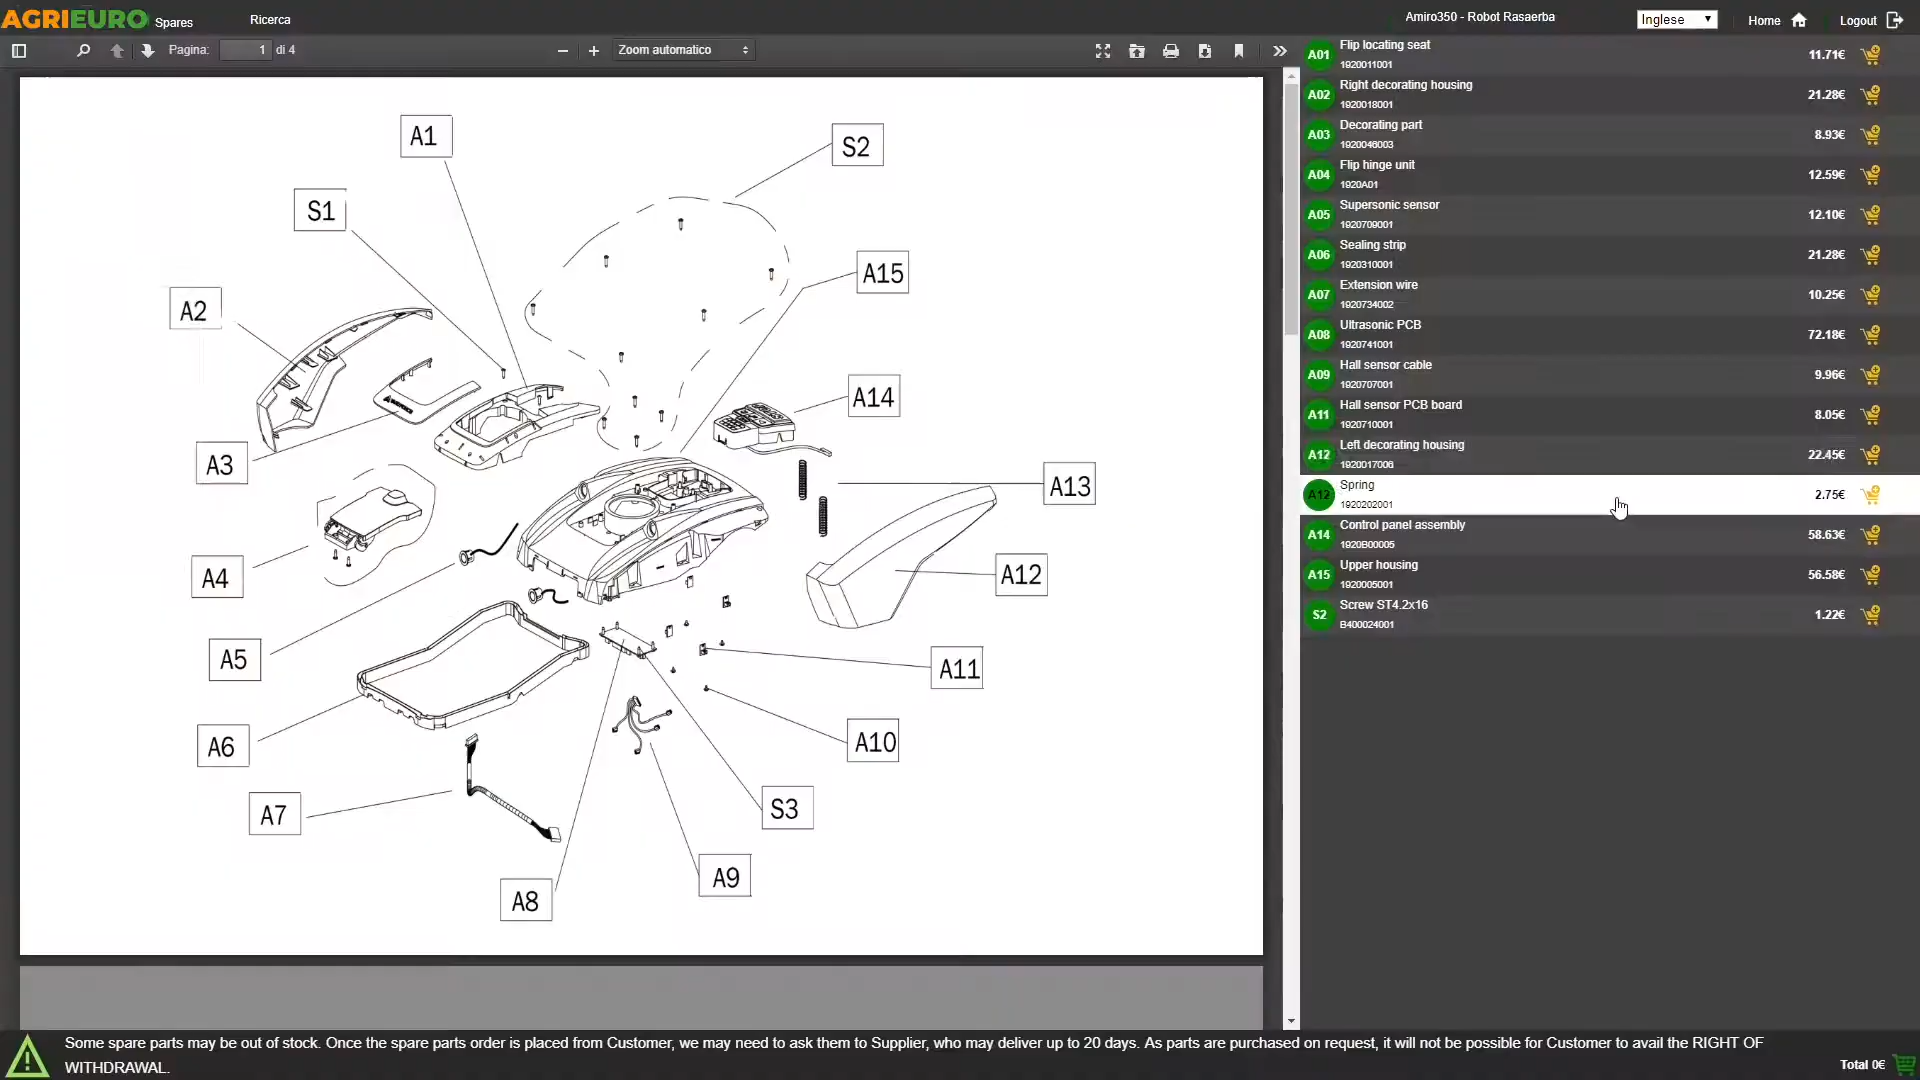 AGRIEURO Spares
Ricerca
Amiro350 - Robot Rasaerba
Inglese
Home
Logout
Pagina:
1
di 4
Zoom automatico
A1
S2
S1
A15
A2
A14
A3
A13
A4
A12
A5
A11
A6
A10
A7
S3
A9
A8
A01 Flip locating seat 11.71€
1920011001
A02 Right decorating housing 21.28€
1920018001
A03 Decorating part 8.93€
1920046003
A04 Flip hinge unit 12.59€
1920A01
A05 Supersonic sensor 12.10€
1920709001
A06 Sealing strip 21.28€
1920310001
A07 Extension wire 10.25€
1920734002
A08 Ultrasonic PCB 72.18€
1920741001
A09 Hall sensor cable 9.96€
1920707001
A11 Hall sensor PCB board 8.05€
1920710001
A12 Left decorating housing 22.45€
1920017006
A12 Spring 2.75€
1920202001
A14 Control panel assembly 58.63€
1920B00005
A15 Upper housing 56.58€
1920005001
S2 Screw ST4.2x16 1.22€
B400024001
Some spare parts may be out of stock. Once the spare parts order is placed from Customer, we may need to ask them to Supplier, who may deliver up to 20 days. As parts are purchased on request, it will not be possible for Customer to avail the RIGHT OF
WITHDRAWAL.
Total 0€